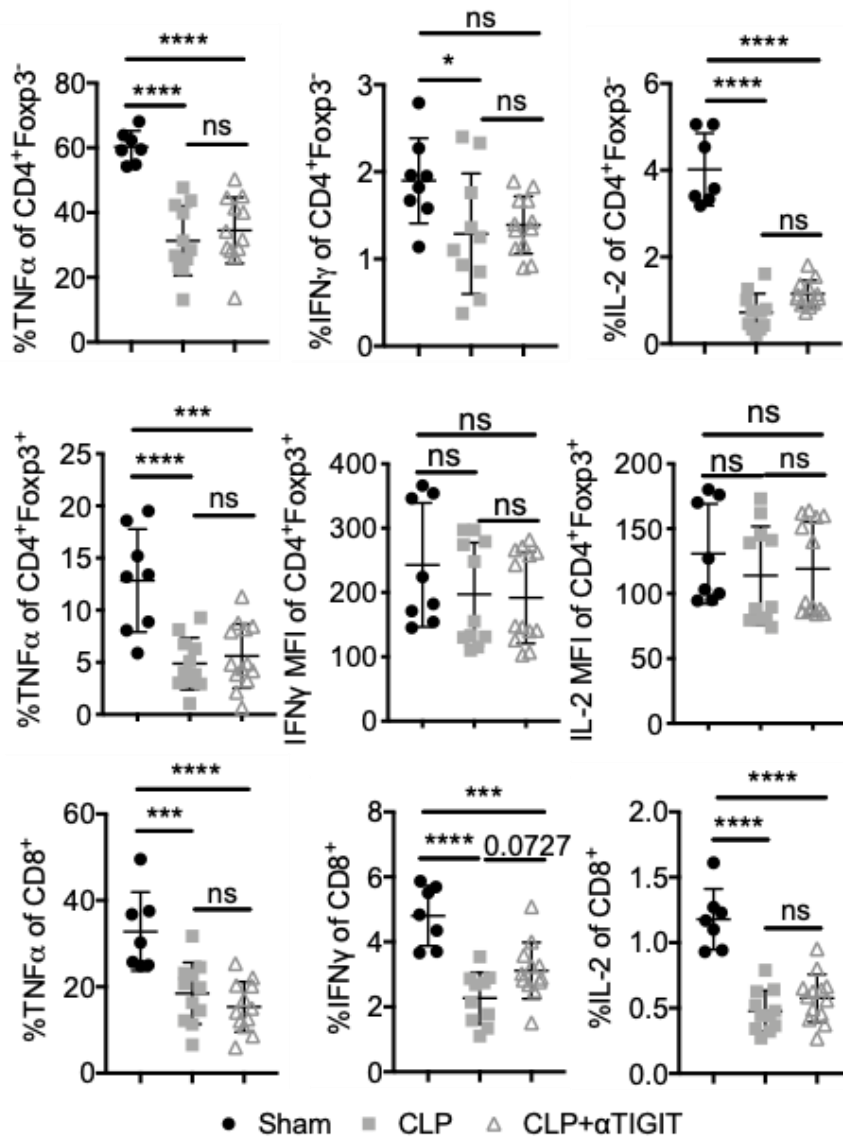 ns
****
****
ns
%TNFα of CD4⁺Foxp3⁻
80
60
40
20
0
*
ns
%IFNγ of CD4⁺Foxp3⁻
3
2
1
0
****
****
ns
%IL-2 of CD4⁺Foxp3⁻
6
4
2
0
***
****
ns
%TNFα of CD4⁺Foxp3⁺
25
20
15
10
5
0
ns
ns
ns
IFNγ MFI of CD4⁺Foxp3⁺
400
300
200
100
0
ns
ns
ns
IL-2 MFI of CD4⁺Foxp3⁺
200
150
100
50
0
****
***
ns
%TNFα of CD8⁺
60
40
20
0
***
****
0.0727
%IFNγ of CD8⁺
8
6
4
2
0
****
****
ns
%IL-2 of CD8⁺
2.0
1.5
1.0
0.5
0.0
Sham CLP CLP+αTIGIT